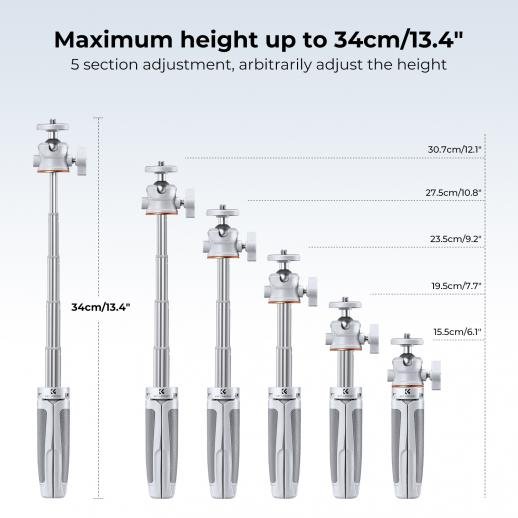 Maximum height up to 34cm/13.4"
5 section adjustment, arbitrarily adjust the height
30.7cm/12.1"
27.5cm/10.8"
23.5cm/9.2"
34cm/13.4"
19.5cm/7.7"
15.5cm/6.1"